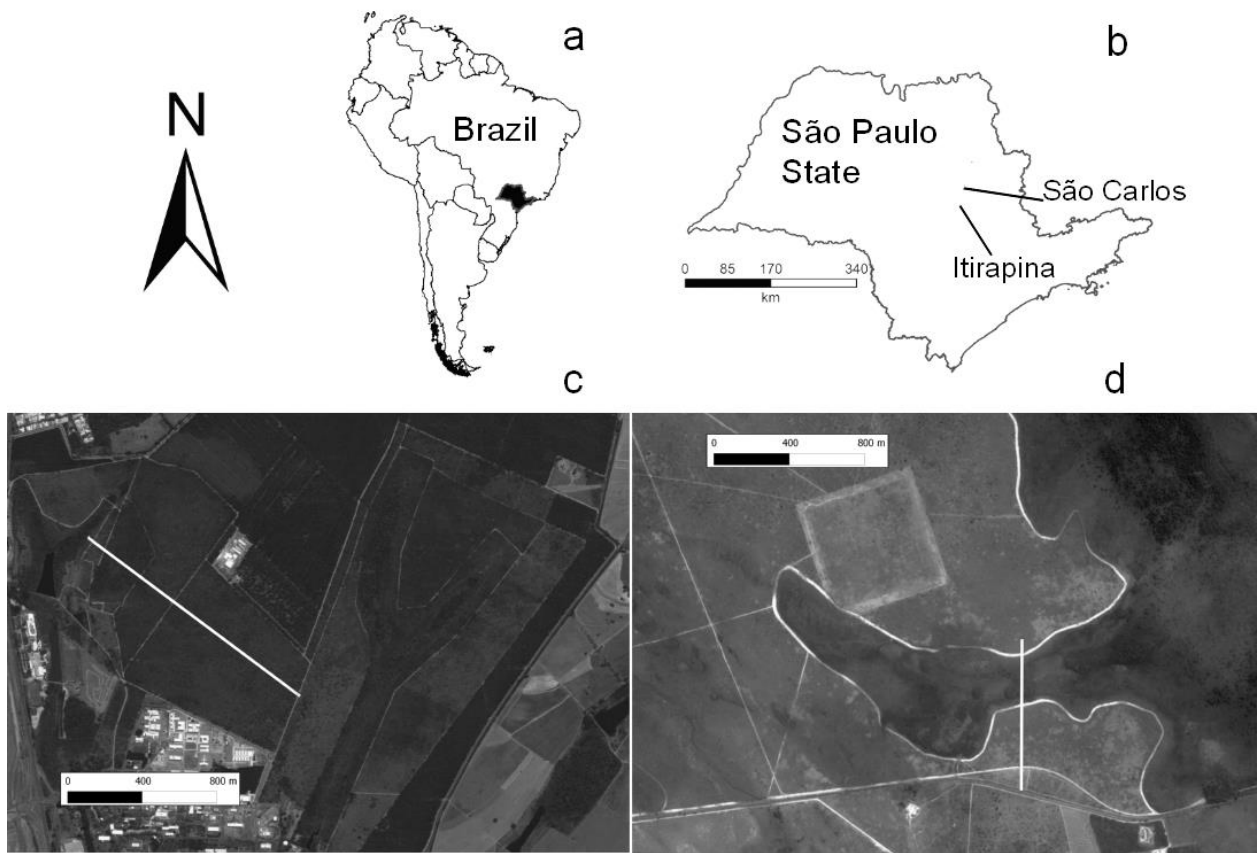 a
b
N
Brazil
São Paulo
State
São Carlos
Itirapina
0 85 170 340
km
c
d
0 400 800 m
0 400 800 m